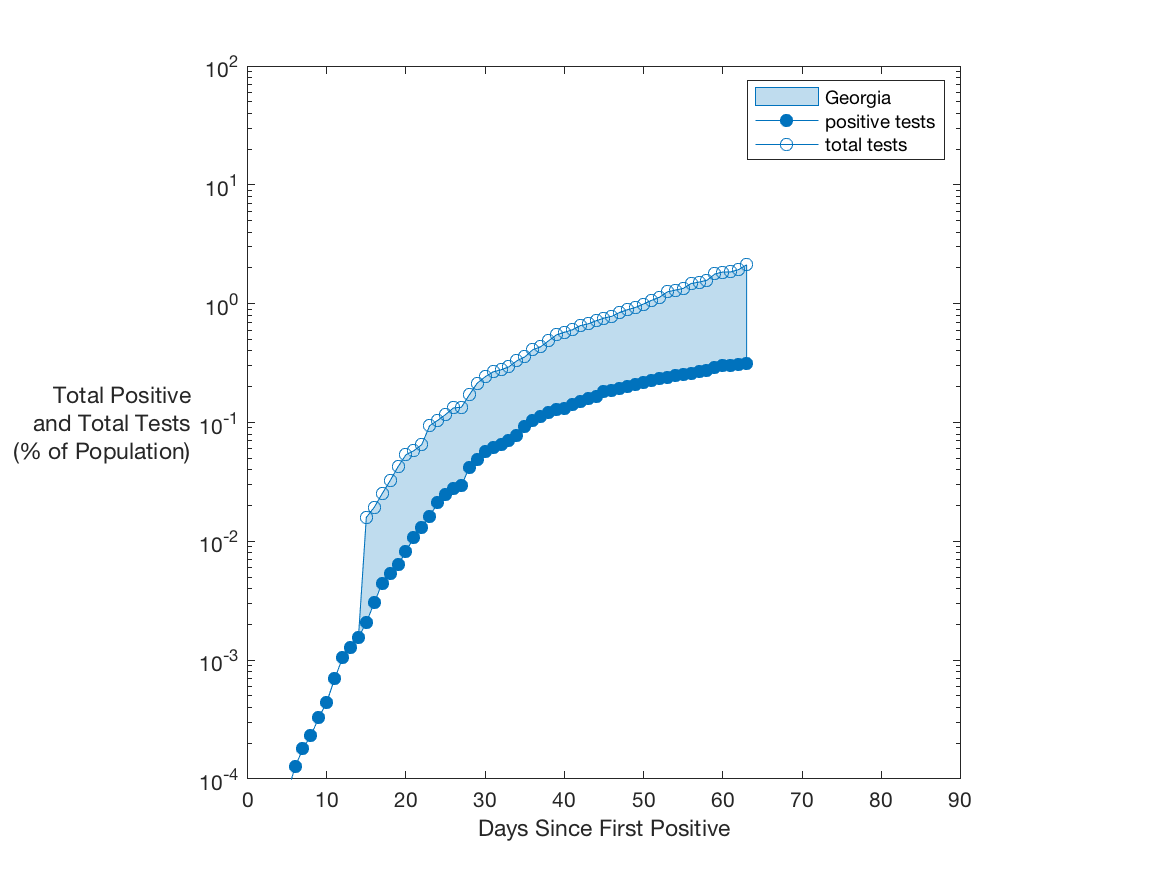 10^2
10^1
10^0
10^-1
10^-2
10^-3
10^-4
Total Positive
and Total Tests
(% of Population)
Georgia
positive tests
total tests
0 10 20 30 40 50 60 70 80 90
Days Since First Positive